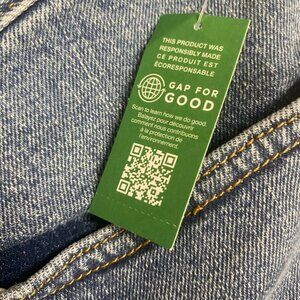 THIS PRODUCT WAS
RESPONSIBLY MADE
CE PRODUIT EST
ÉCORESPONSABLE
GAP FOR
GOOD
Scan to learn how we do good.
Balayez pour découvrir
comment nous contribuons
à la protection de
l'environnement.